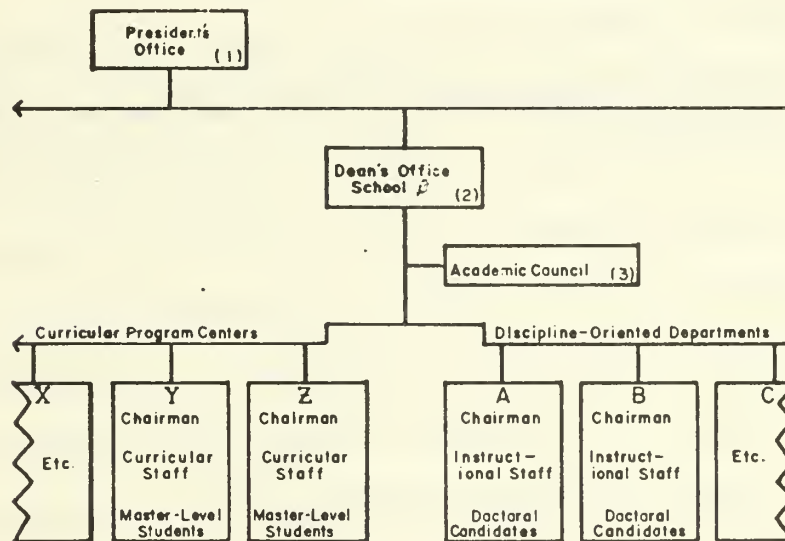 President's
Office (1)
Dean's Office
School β (2)
Academic Council (3)
Curricular Program Centers
Discipline-Oriented Departments
X
Etc.
Y
Chairman
Curricular
Staff
Master-Level
Students
Z
Chairman
Curricular
Staff
Master-Level
Students
A
Chairman
Instruct-
ional Staff
Doctoral
Candidates
B
Chairman
Instruct-
ional Staff
Doctoral
Candidates
C
Etc.